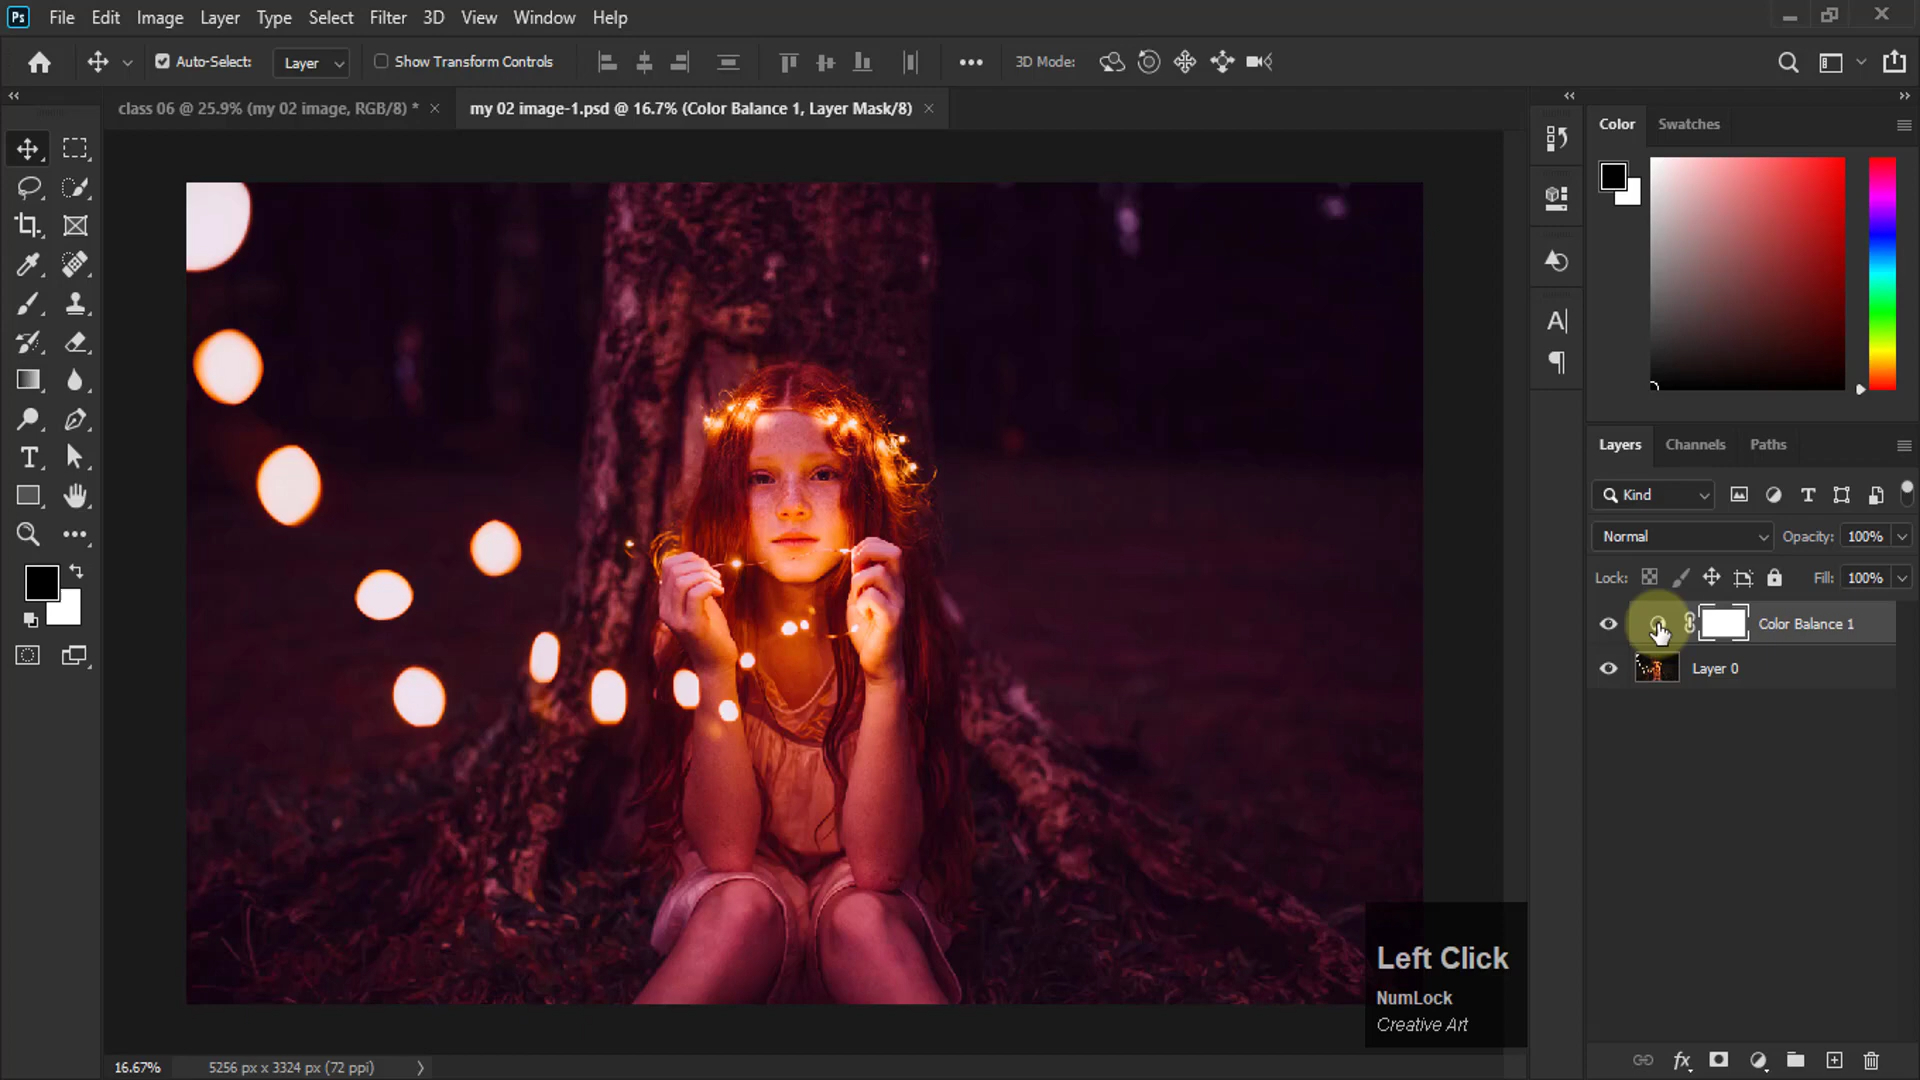 Ps File Edit Image Layer Type Select Filter 3D View Window Help
Auto-Select: Layer Show Transform Controls 3D Mode:
class 06 @ 25.9% (my 02 image, RGB/8) *
my 02 image-1.psd @ 16.7% (Color Balance 1, Layer Mask/8)
Color Swatches
Layers Channels Paths
Kind
Normal Opacity: 100%
Lock: Fill: 100%
Color Balance 1
Layer 0
Left Click
NumLock
Creative Art
16.67% 5256 px x 3324 px (72 ppi)